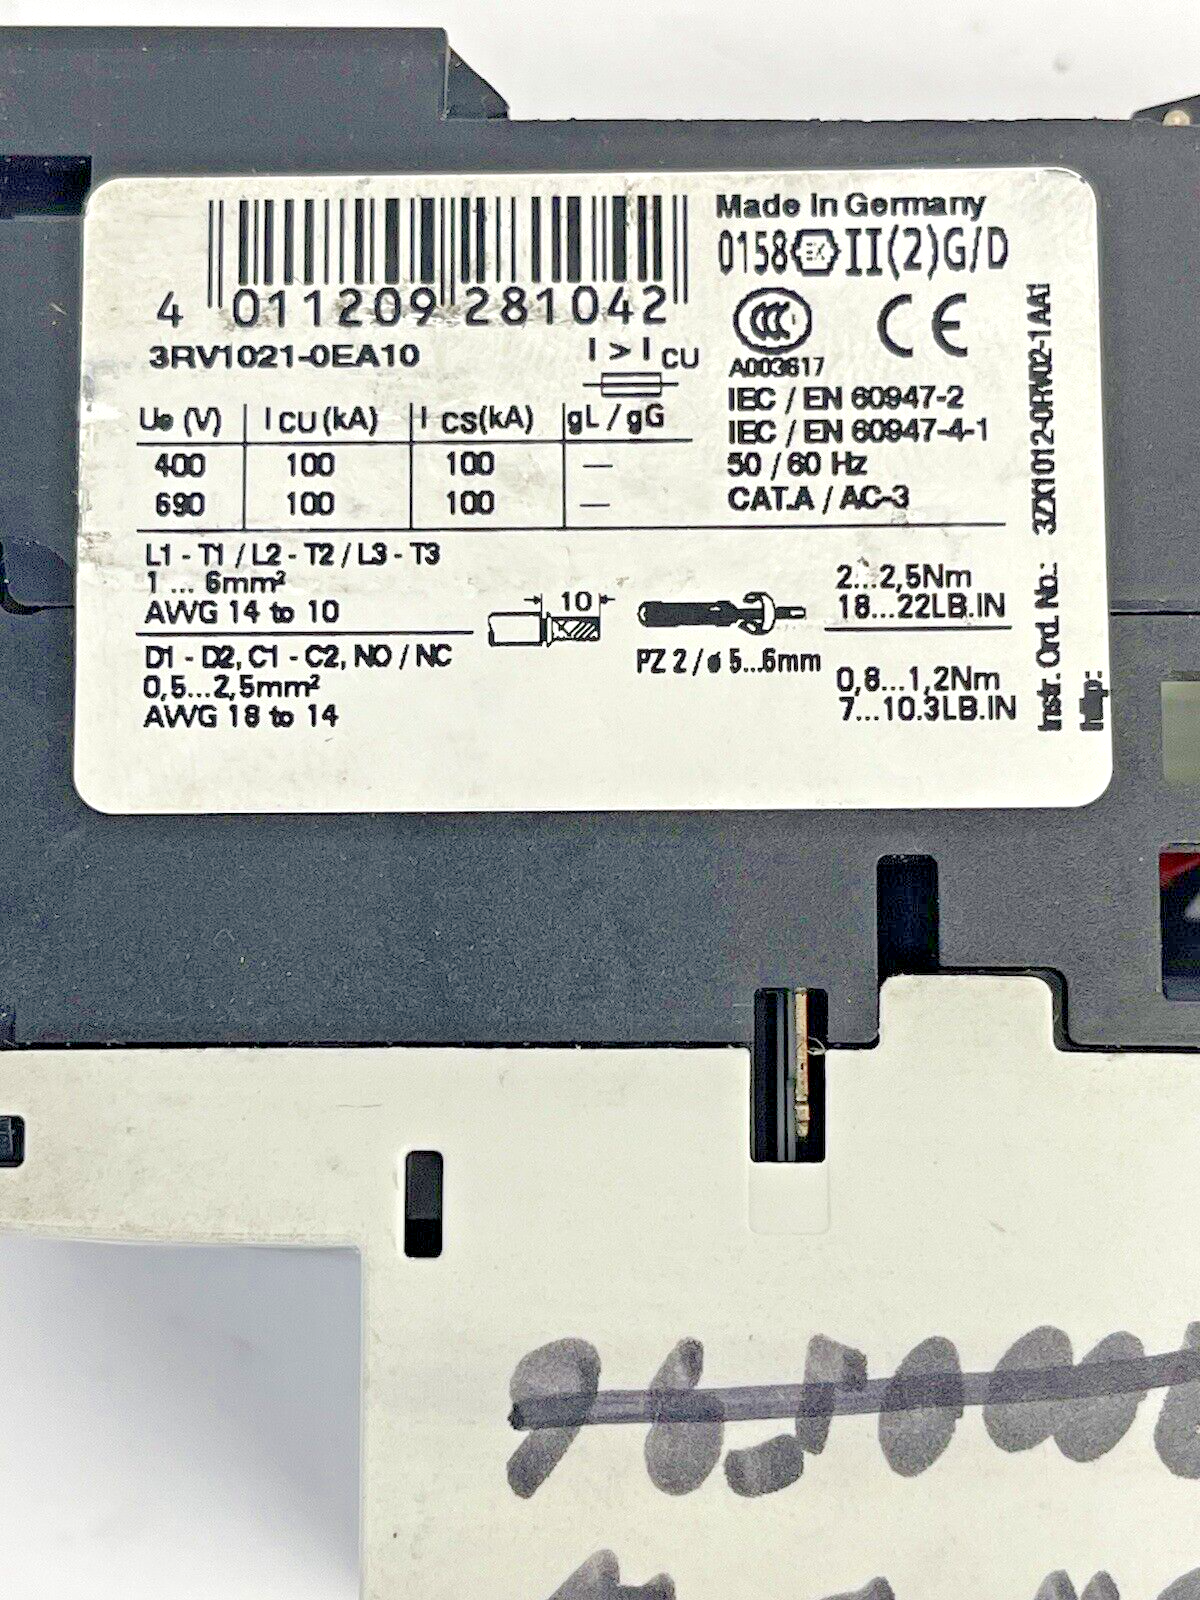 4 011209 281042
3RV1021-0EA10
I > I CU
Ue (V) I CU (kA) I CS(kA) gL / gG
400 100 100 —
690 100 100 —
Made In Germany
0158 EX II(2)G/D
CCC
CE
A003617
IEC / EN 60947-2
IEC / EN 60947-4-1
50 / 60 Hz
CAT.A / AC-3
L1 - T1 / L2 - T2 / L3 - T3
1 ... 6mm²
AWG 14 to 10
D1 - D2, C1 - C2, NO / NC
0,5...2,5mm²
AWG 18 to 14
10
PZ 2 / ø 5...6mm
2...2,5Nm
18...22LB.IN
0,8...1,2Nm
7...10.3LB.IN
Instr. Ord. No.: 3ZX1012-0RV02-1AA1